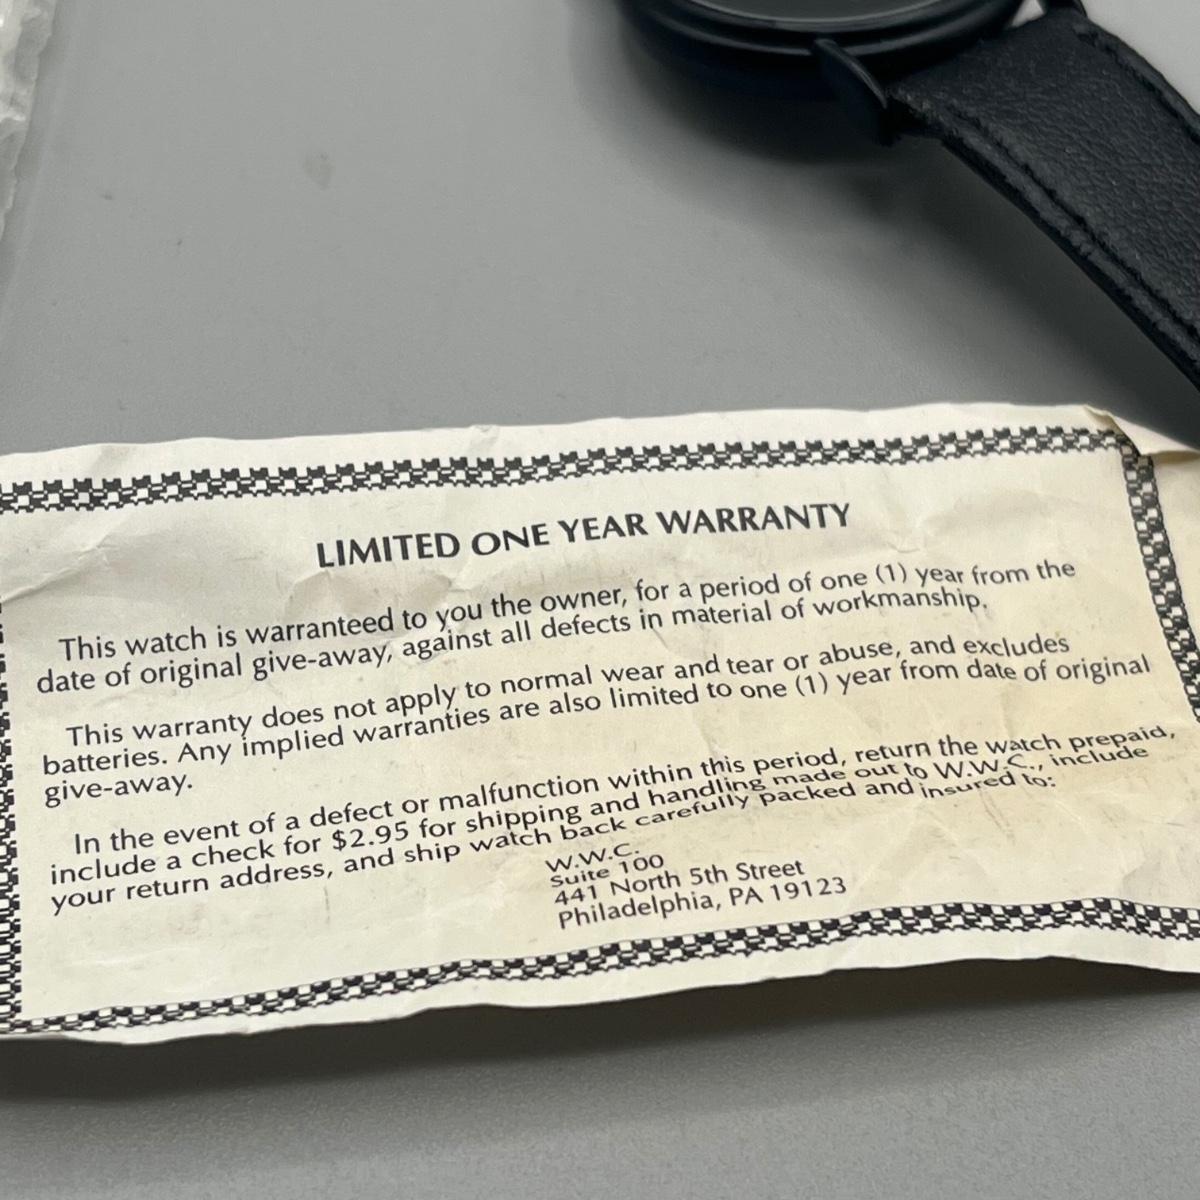 LIMITED ONE YEAR WARRANTY
This watch is warranteed to you the owner, for a period of one (1) year from the
date of original give-away, against all defects in material of workmanship.
This warranty does not apply to normal wear and tear or abuse, and excludes
batteries. Any implied warranties are also limited to one (1) year from date of original
give-away.
In the event of a defect or malfunction within this period, return the watch prepaid,
include a check for $2.95 for shipping and handling made out to W.W.C., include
your return address, and ship watch back carefully packed and insured to:
W.W.C.
Suite 100
441 North 5th Street
Philadelphia, PA 19123